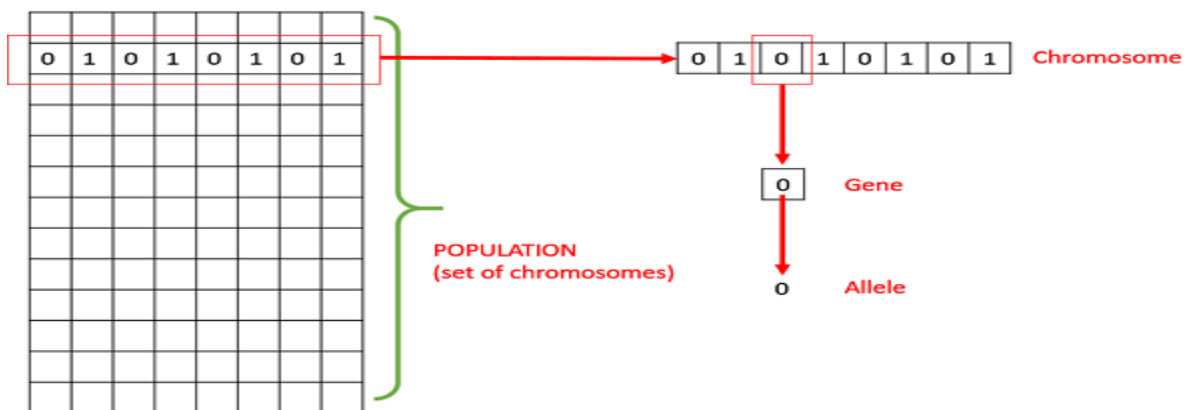 0 1 0 1 0 1 0 1
0 1 0 1 0 1 0 1 Chromosome
0 Gene
POPULATION
(set of chromosomes)
0 Allele